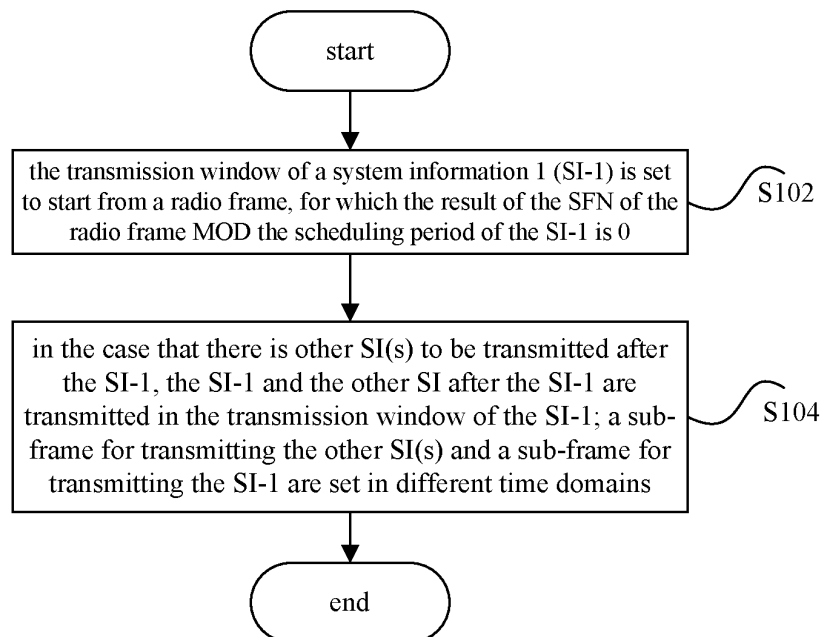 start
the transmission window of a system information 1 (SI-1) is set
to start from a radio frame, for which the result of the SFN of the
radio frame MOD the scheduling period of the SI-1 is 0
S102
in the case that there is other SI(s) to be transmitted after
the SI-1, the SI-1 and the other SI after the SI-1 are
transmitted in the transmission window of the SI-1; a sub-
frame for transmitting the other SI(s) and a sub-frame for
transmitting the SI-1 are set in different time domains
S104
end